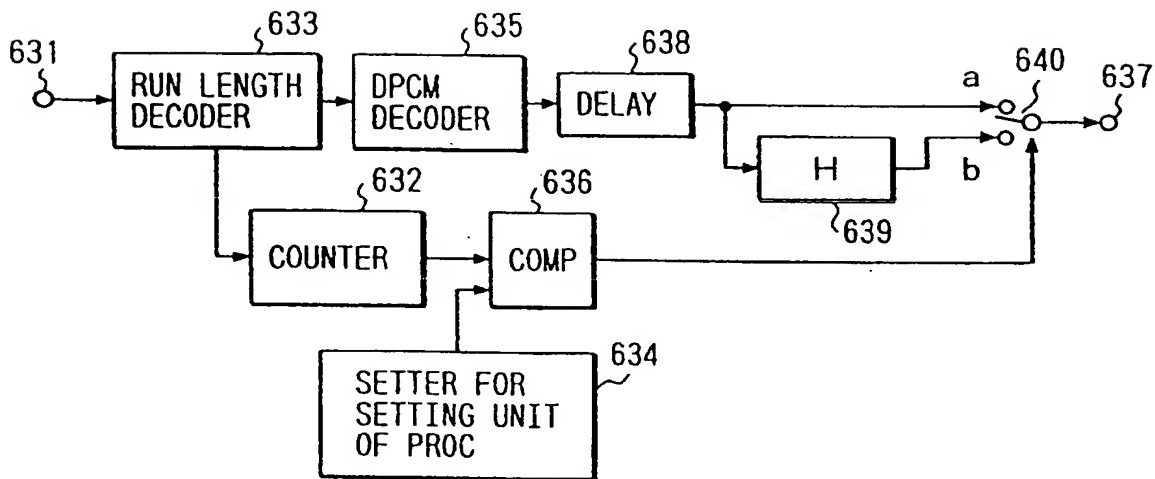 631
633
RUN LENGTH
DECODER
635
DPCM
DECODER
638
DELAY
a
640
637
H
b
639
632
COUNTER
636
COMP
634
SETTER FOR
SETTING UNIT
OF PROC